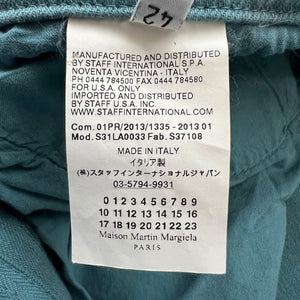 42
MANUFACTURED AND DISTRIBUTED
BY STAFF INTERNATIONAL S.P.A.
NOVENTA VICENTINA - ITALY
PH 0444 784500 FAX 0444 784580
FOR U.S.A. ONLY
IMPORTED AND DISTRIBUTED
BY STAFF U.S.A. INC.
WWW.STAFFINTERNATIONAL.COM
Com. 01PR/2013/1335 - 2013 01
Mod. S31LA0033 Fab. S37108
MADE IN ITALY
イタリア製
(株)スタッフインターナショナルジャパン
03-5794-9931
0 1 2 3 4 5 6 7 8 9
10 11 12 13 14 15 16
17 18 19 20 21 22 23
Maison Martin Margiela
PARIS